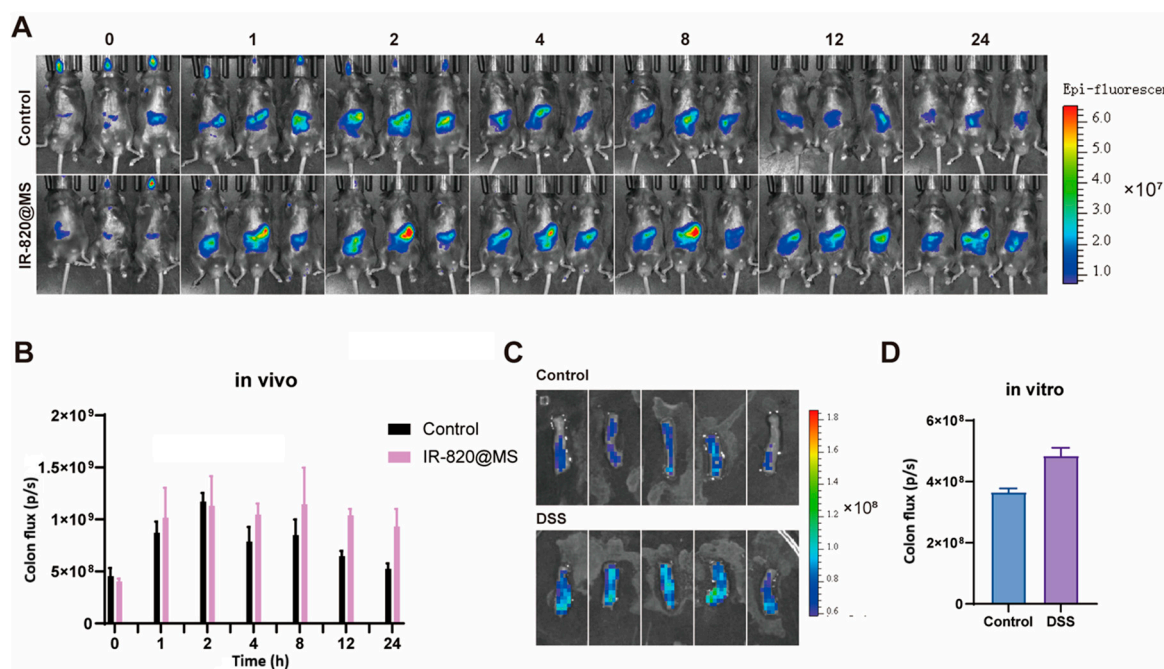 A
0 1 2 4 8 12 24
Control
IR-820@MS
Epi-fluorescen
6.0
5.0
4.0
3.0
2.0
1.0
×10⁷
B
in vivo
Colon flux (p/s)
2×10⁹
1.5×10⁹
1×10⁹
5×10⁸
0
0 1 2 4 8 12 24
Time (h)
Control
IR-820@MS
C
Control
DSS
1.8
1.6
1.4
1.2
1.0
0.8
0.6
×10⁸
D
in vitro
Colon flux (p/s)
6×10⁸
4×10⁸
2×10⁸
0
Control DSS